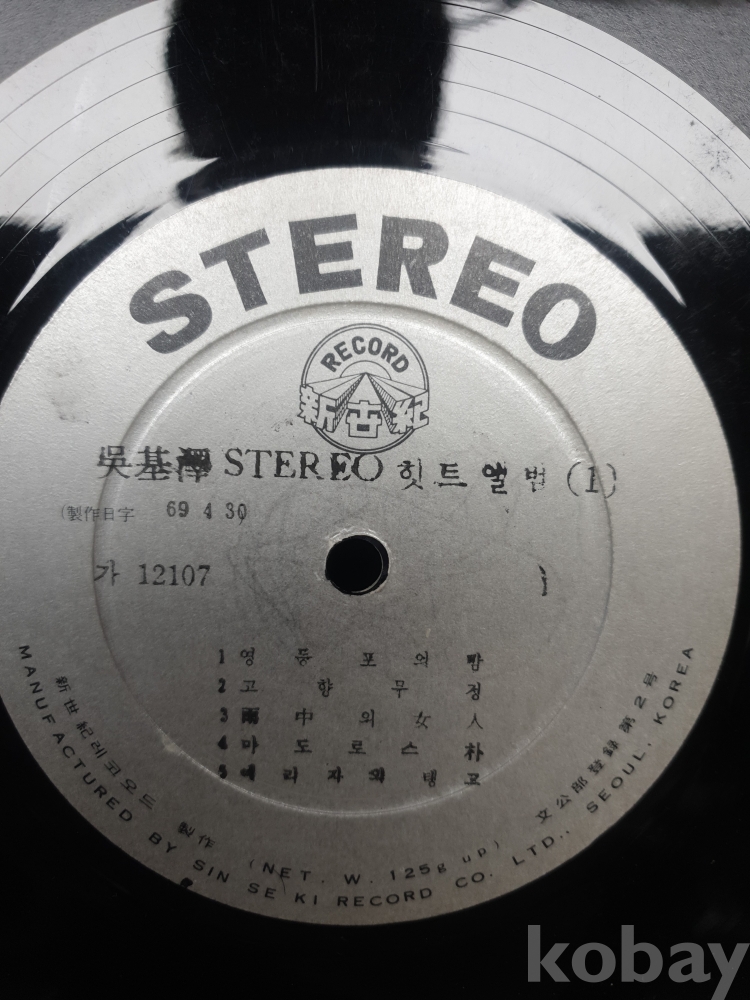 STEREO
RECORD
新世紀
吳基澤 STEREO 힛트앨범 (1)
(製作日字 69 4 30)
가 12107 1
1 영등포의 밤
2 고향무정
3 雨中의 女人
4 마도로스 朴
5 에리자의 탱고
新世紀레코오드 製作 (NET. W. 125g up) 文公部登錄第2号
MANUFACTURED BY SIN SE KI RECORD CO. LTD., SEOUL, KOREA
kobay